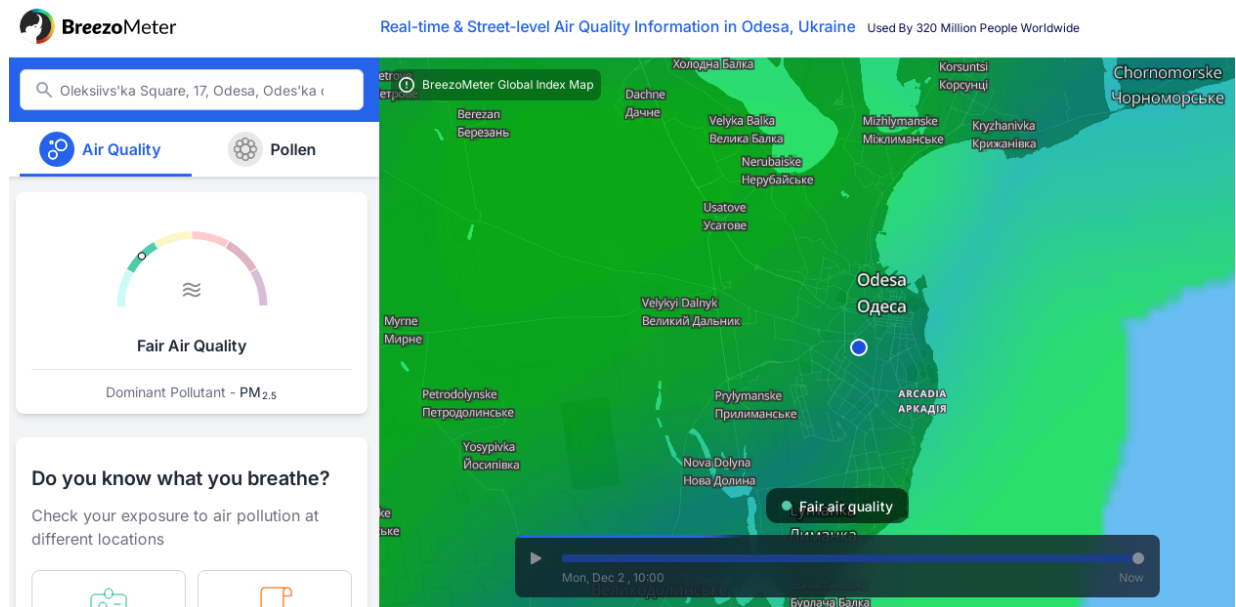 BreezoMeter
Real-time & Street-level Air Quality Information in Odesa, Ukraine
Used By 320 Million People Worldwide
Oleksiivs'ka Square, 17, Odesa, Odes'ka
Air Quality
Pollen
Fair Air Quality
Dominant Pollutant - PM2.5
Do you know what you breathe?
Check your exposure to air pollution at
different locations
BreezoMeter Global Index Map
Холодна Балка
Korsuntsi
Корсунці
Chornomorske
Чорноморське
Dachne
Дачне
Berezan
Березань
Velyka Balka
Велика Балка
Mizhlymanske
Міжлиманське
Kryzhanivka
Крижанівка
Nerubaiske
Нерубайське
Usatove
Усатове
Odesa
Одеса
Velykyi Dalnyk
Великий Дальник
Myrne
Мирне
Petrodolynske
Петродолинське
Prylymanske
Прилиманське
ARCADIA
АРКАДІЯ
Yosypivka
Йосипівка
Nova Dolyna
Нова Долина
Fair air quality
Lymanka
Лиманка
Mon, Dec 2 , 10:00
Now
Великодолинське
Бурлача Балка